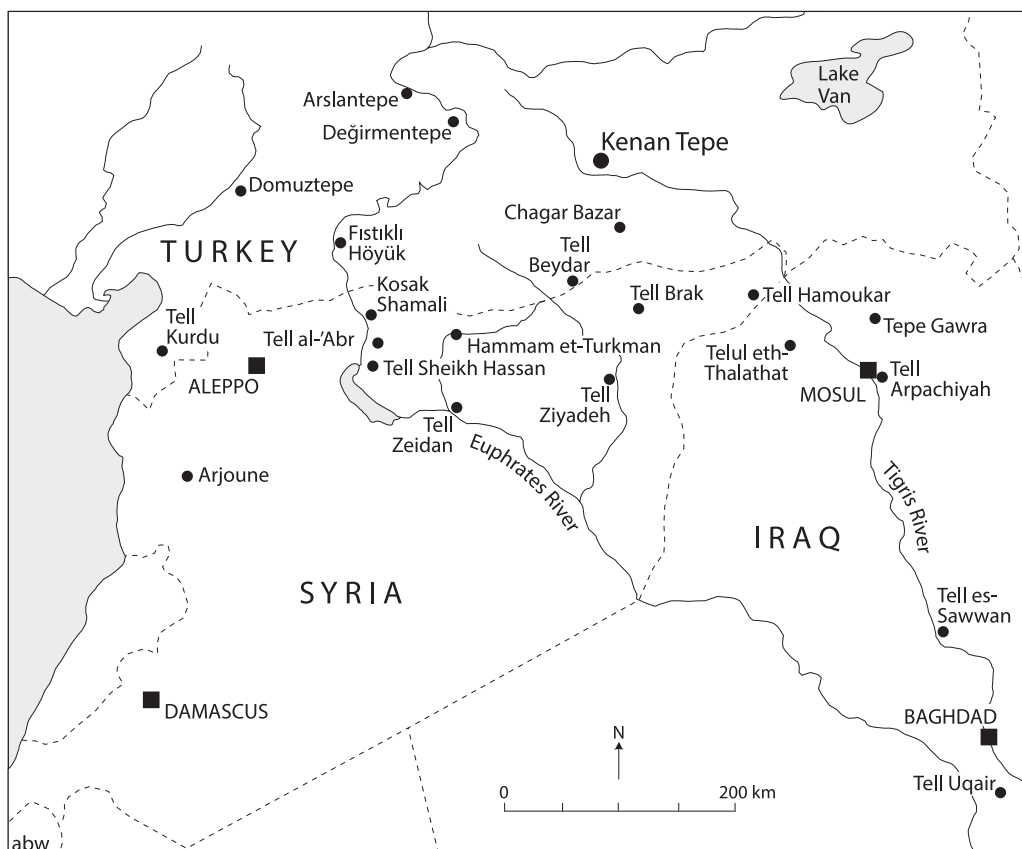 Lake
Van
Arslantepe
Değirmentepe
Kenan Tepe
Domuztepe
Chagar Bazar
Fıstıklı
Höyük
TURKEY
Tell
Beydar
Kosak
Shamali
Tell Brak
Tell Hamoukar
Tell
Kurdu
Tepe Gawra
Tell al-‘Abr
Hammam et-Turkman
Telul eth-
Thalathat
ALEPPO
Tell Sheikh Hassan
MOSUL
Tell
Arpachiyah
Tell
Ziyadeh
Tell
Zeidan
Euphrates River
Arjoune
Tigris River
IRAQ
SYRIA
Tell es-
Sawwan
DAMASCUS
BAGHDAD
N
Tell Uqair
0 200 km
abw